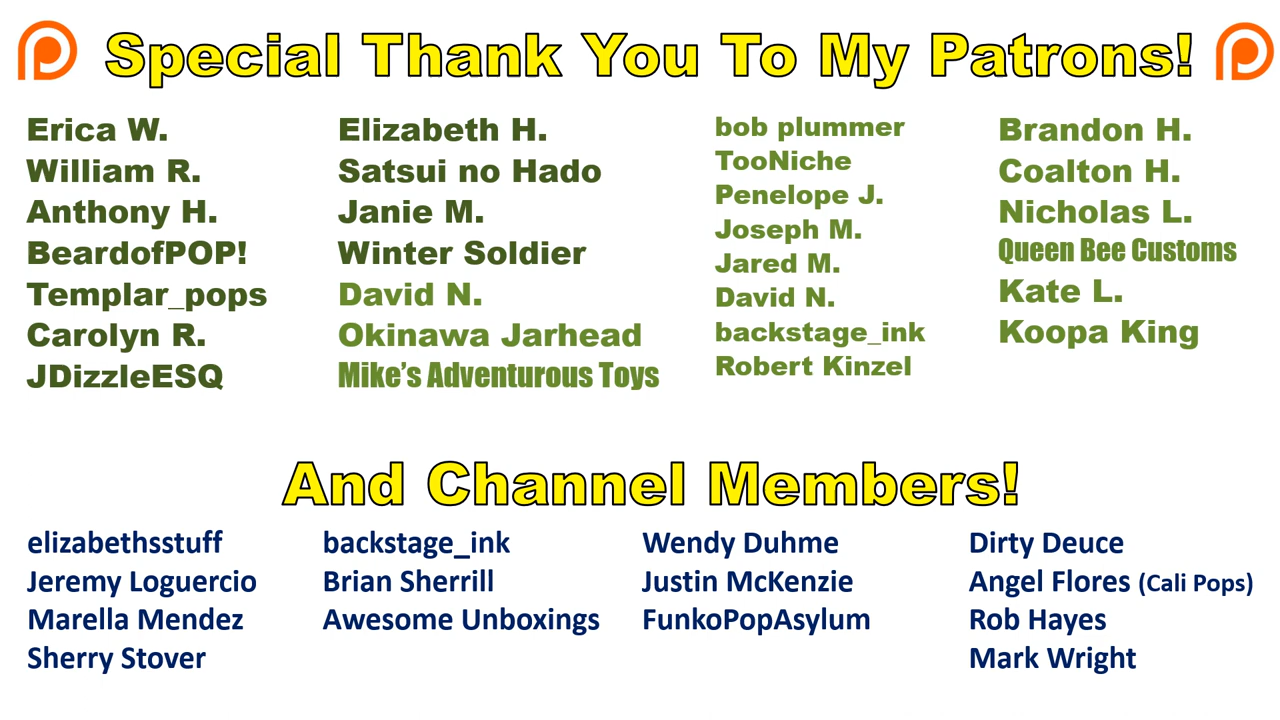 Special Thank You To My Patrons!
Erica W.
William R.
Anthony H.
BeardofPOP!
Templar_pops
Carolyn R.
JDizzleESQ
Elizabeth H.
Satsui no Hado
Janie M.
Winter Soldier
David N.
Okinawa Jarhead
Mike’s Adventurous Toys
bob plummer
TooNiche
Penelope J.
Joseph M.
Jared M.
David N.
backstage_ink
Robert Kinzel
Brandon H.
Coalton H.
Nicholas L.
Queen Bee Customs
Kate L.
Koopa King
And Channel Members!
elizabethsstuff
Jeremy Loguercio
Marella Mendez
Sherry Stover
backstage_ink
Brian Sherrill
Awesome Unboxings
Wendy Duhme
Justin McKenzie
FunkoPopAsylum
Dirty Deuce
Angel Flores (Cali Pops)
Rob Hayes
Mark Wright